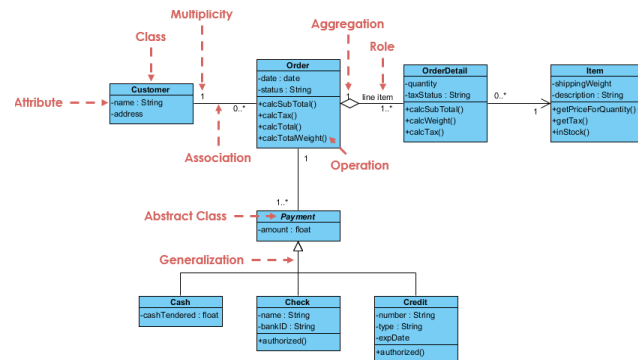 Aggregation
Multiplicity
Class
Role
Order
-date : date
-status : String
+calcSubTotal()
+calcTax()
+calcTotal()
+calcTotalWeight()
OrderDetail
-quantity
-taxStatus : String
+calcSubTotal()
+calcWeight()
+calcTax()
Item
-shippingWeight
-description : String
+getPriceForQuantity()
+getTax()
+inStock()
Customer
-name : String
-address
Attribute
1
0..*
1
line item
1..*
0..*
1
Association
Operation
1
1..*
Abstract Class
Payment
-amount : float
Generalization
Cash
-cashTendered : float
Check
-name : String
-bankID : String
+authorized()
Credit
-number : String
-type : String
-expDate
+authorized()